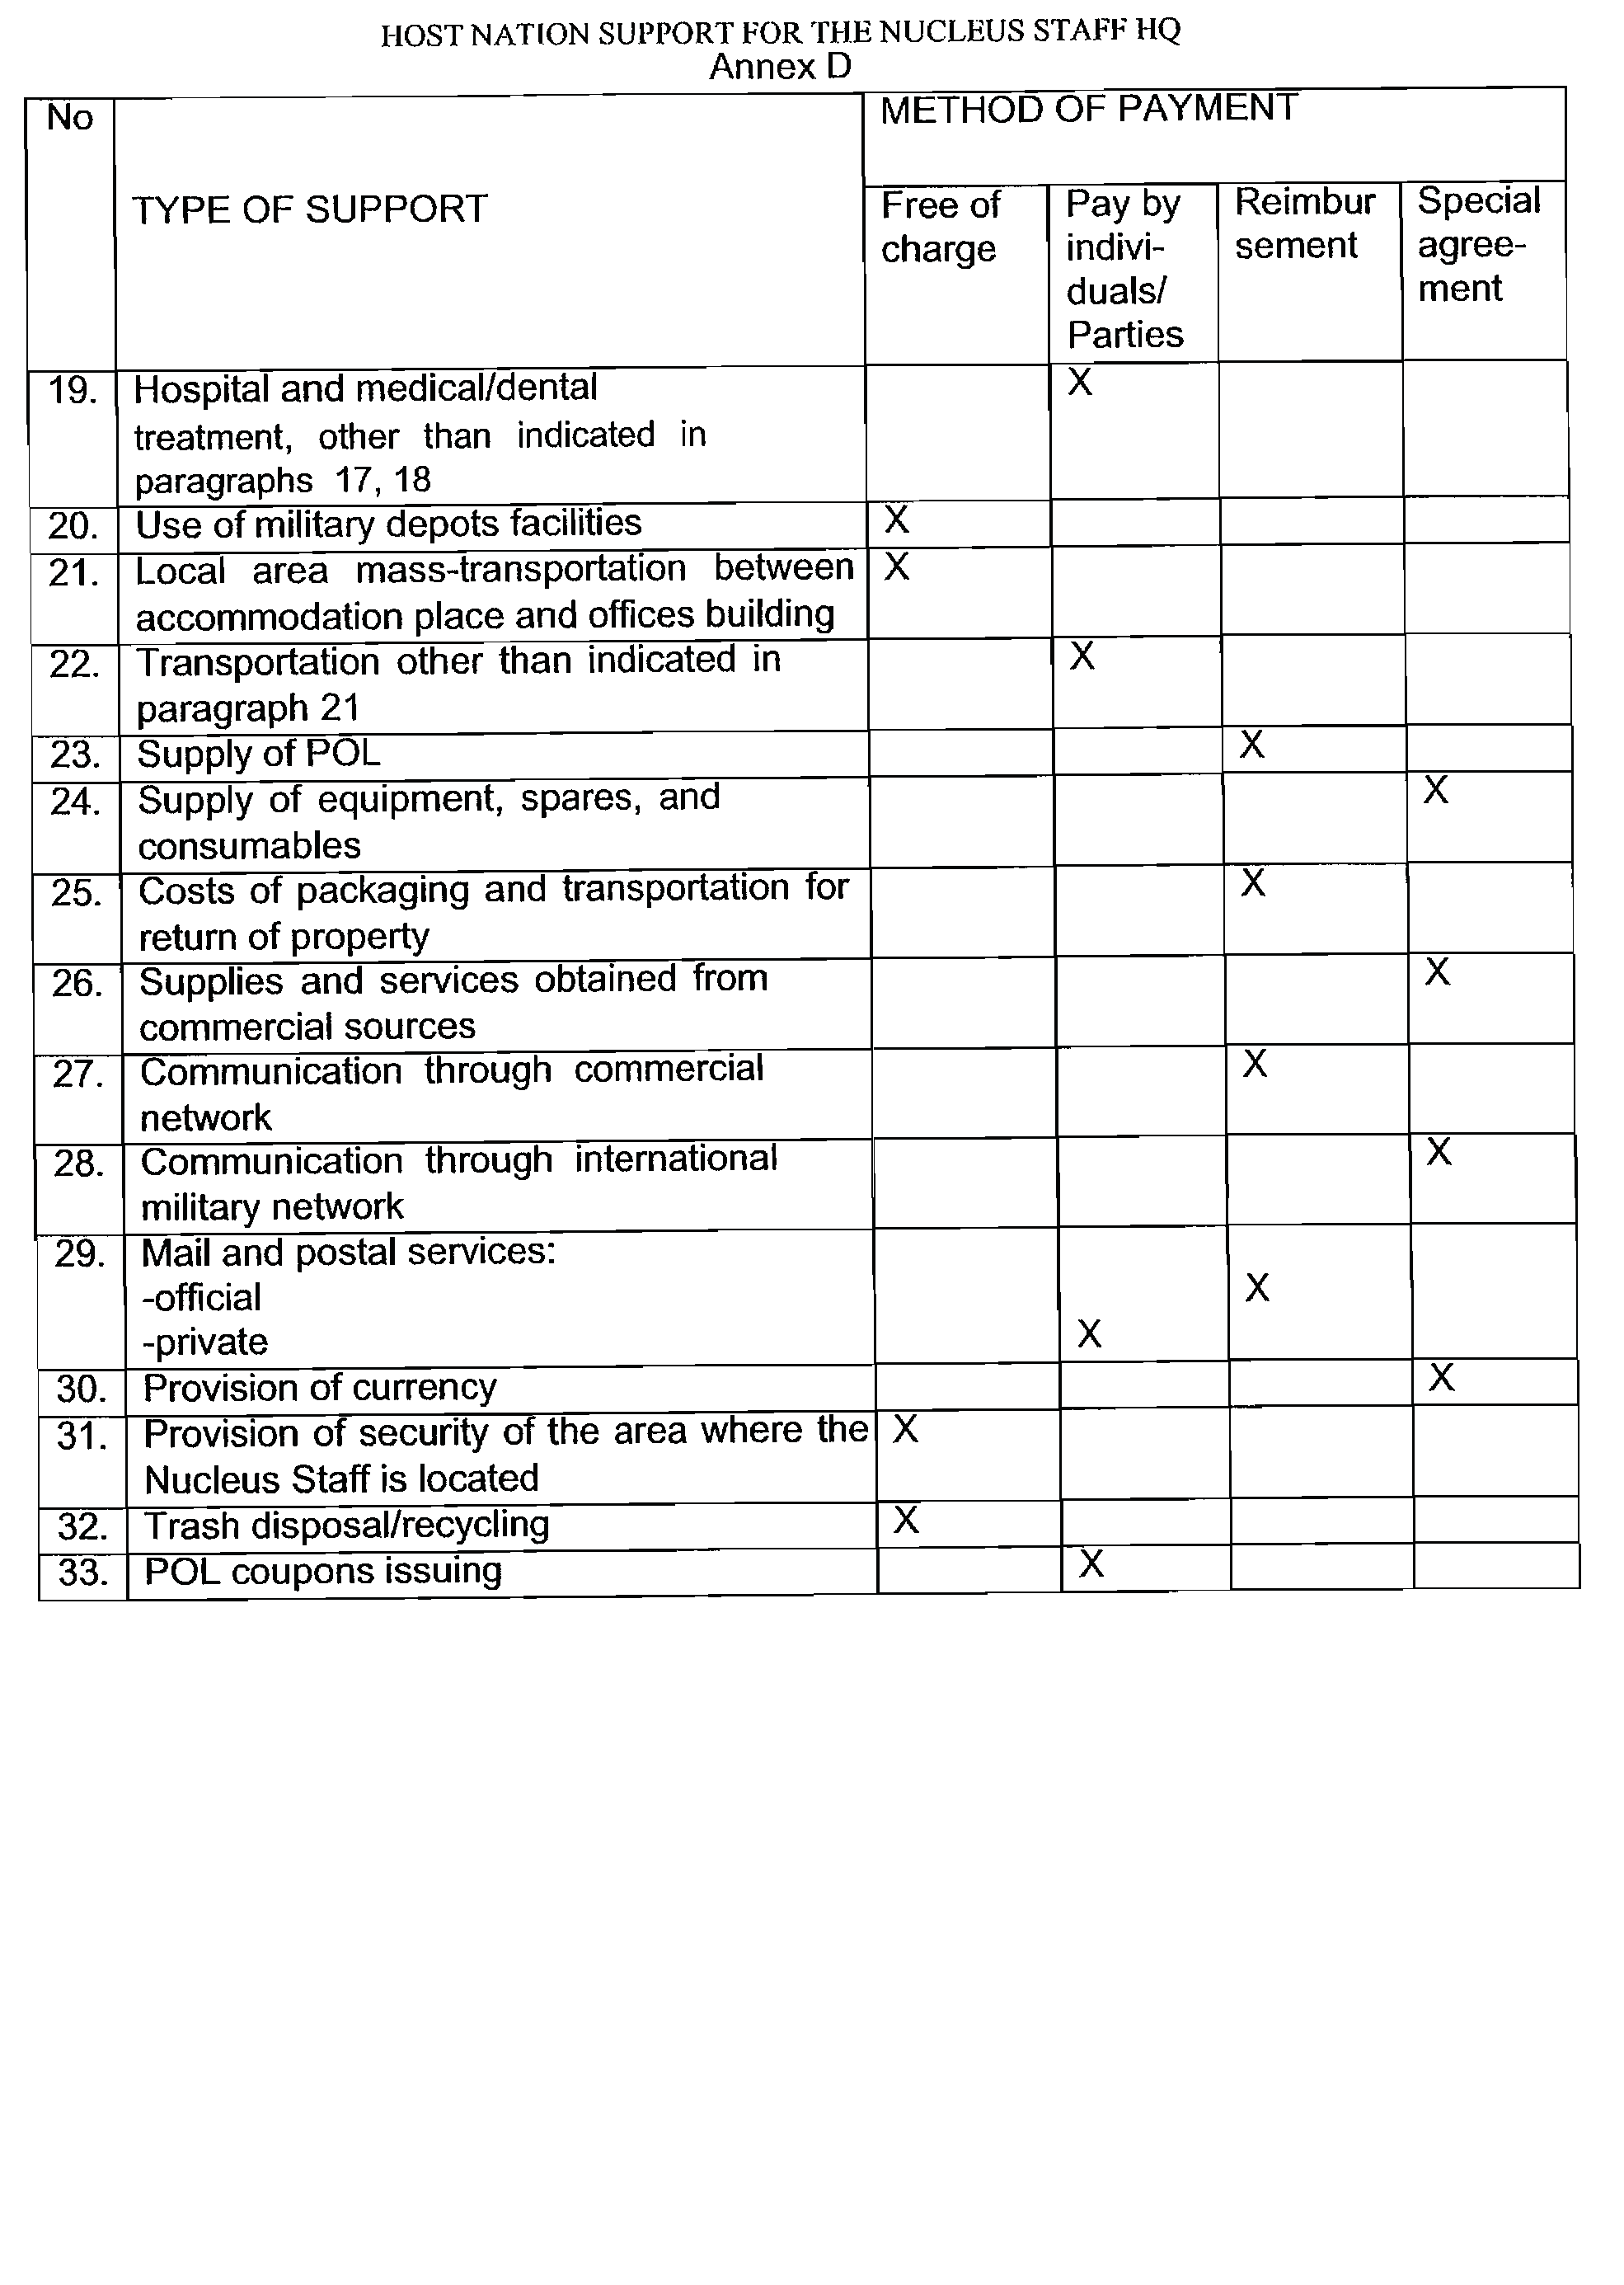 HOST NATION SUPPORT FOR THE NUCLEUS STAFF HQ
Annex D
No
TYPE OF SUPPORT
METHOD OF PAYMENT
Free of
charge
Pay by
indivi-
duals/
Parties
Reimbur
sement
Special
agree-
ment
19. Hospital and medical/dental X
treatment, other than indicated in
paragraphs 17, 18
20. Use of military depots facilities X
21. Local area mass-transportation between X
accommodation place and offices building
22. Transportation other than indicated in X
paragraph 21
23. Supply of POL X
24. Supply of equipment, spares, and X
consumables
25. Costs of packaging and transportation for X
return of property
26. Supplies and services obtained from X
commercial sources
27. Communication through commercial X
network
28. Communication through international X
military network
29. Mail and postal services:
-official X
-private X
30. Provision of currency X
31. Provision of security of the area where the X
Nucleus Staff is located
32. Trash disposal/recycling X
33. POL coupons issuing X